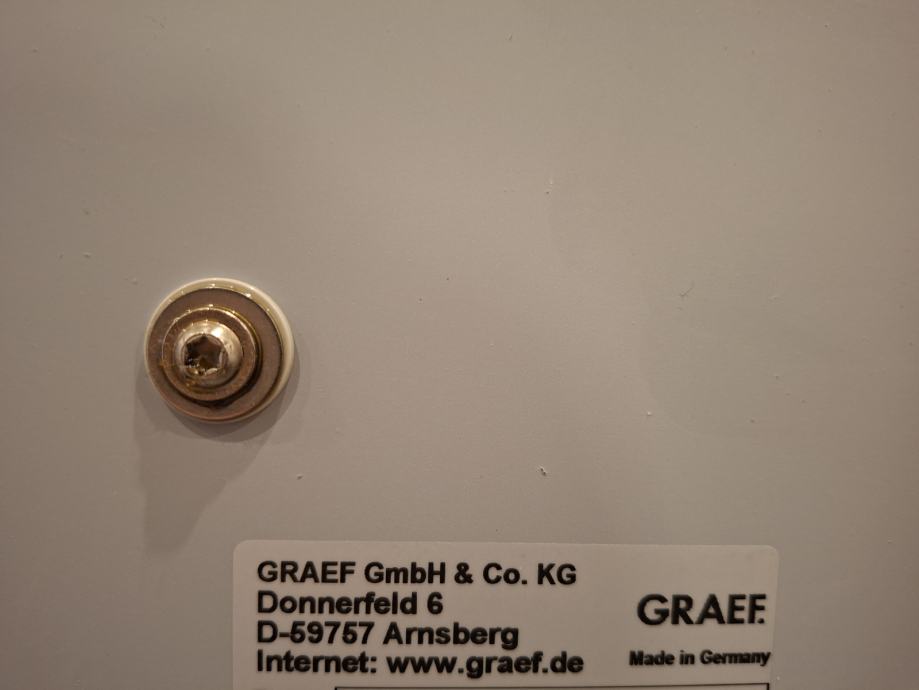 GRAEF GmbH & Co. KG
Donnerfeld 6
D-59757 Arnsberg
Internet: www.graef.de
GRAEF.
Made in Germany